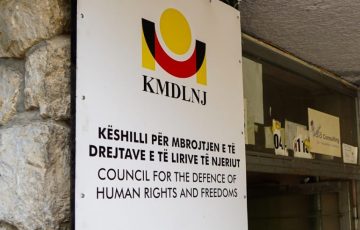 KMDLNJ
KËSHILLI PËR MBROJTJEN E TË
DREJTAVE E TË LIRIVE TË NJERIUT
COUNCIL FOR THE DEFENCE OF
HUMAN RIGHTS AND FREEDOMS